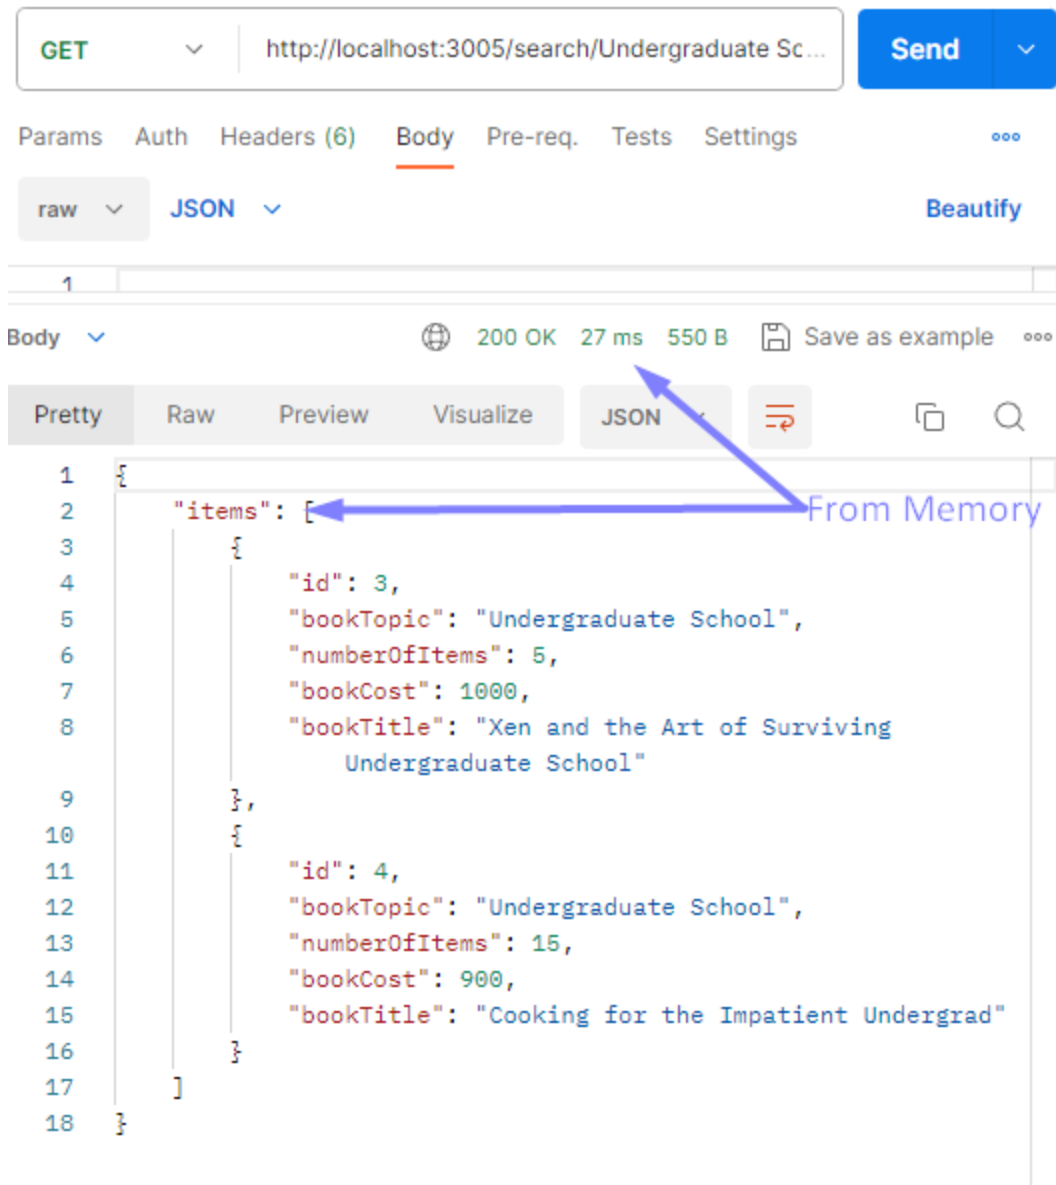 GET http://localhost:3005/search/Undergraduate Sc... Send
Params Auth Headers (6) Body Pre-req. Tests Settings
raw JSON Beautify
1
Body 200 OK 27 ms 550 B Save as example
Pretty Raw Preview Visualize JSON
1 {
2 "items": [ From Memory
3 {
4 "id": 3,
5 "bookTopic": "Undergraduate School",
6 "numberOfItems": 5,
7 "bookCost": 1000,
8 "bookTitle": "Xen and the Art of Surviving
Undergraduate School"
9 },
10 {
11 "id": 4,
12 "bookTopic": "Undergraduate School",
13 "numberOfItems": 15,
14 "bookCost": 900,
15 "bookTitle": "Cooking for the Impatient Undergrad"
16 }
17 ]
18 }